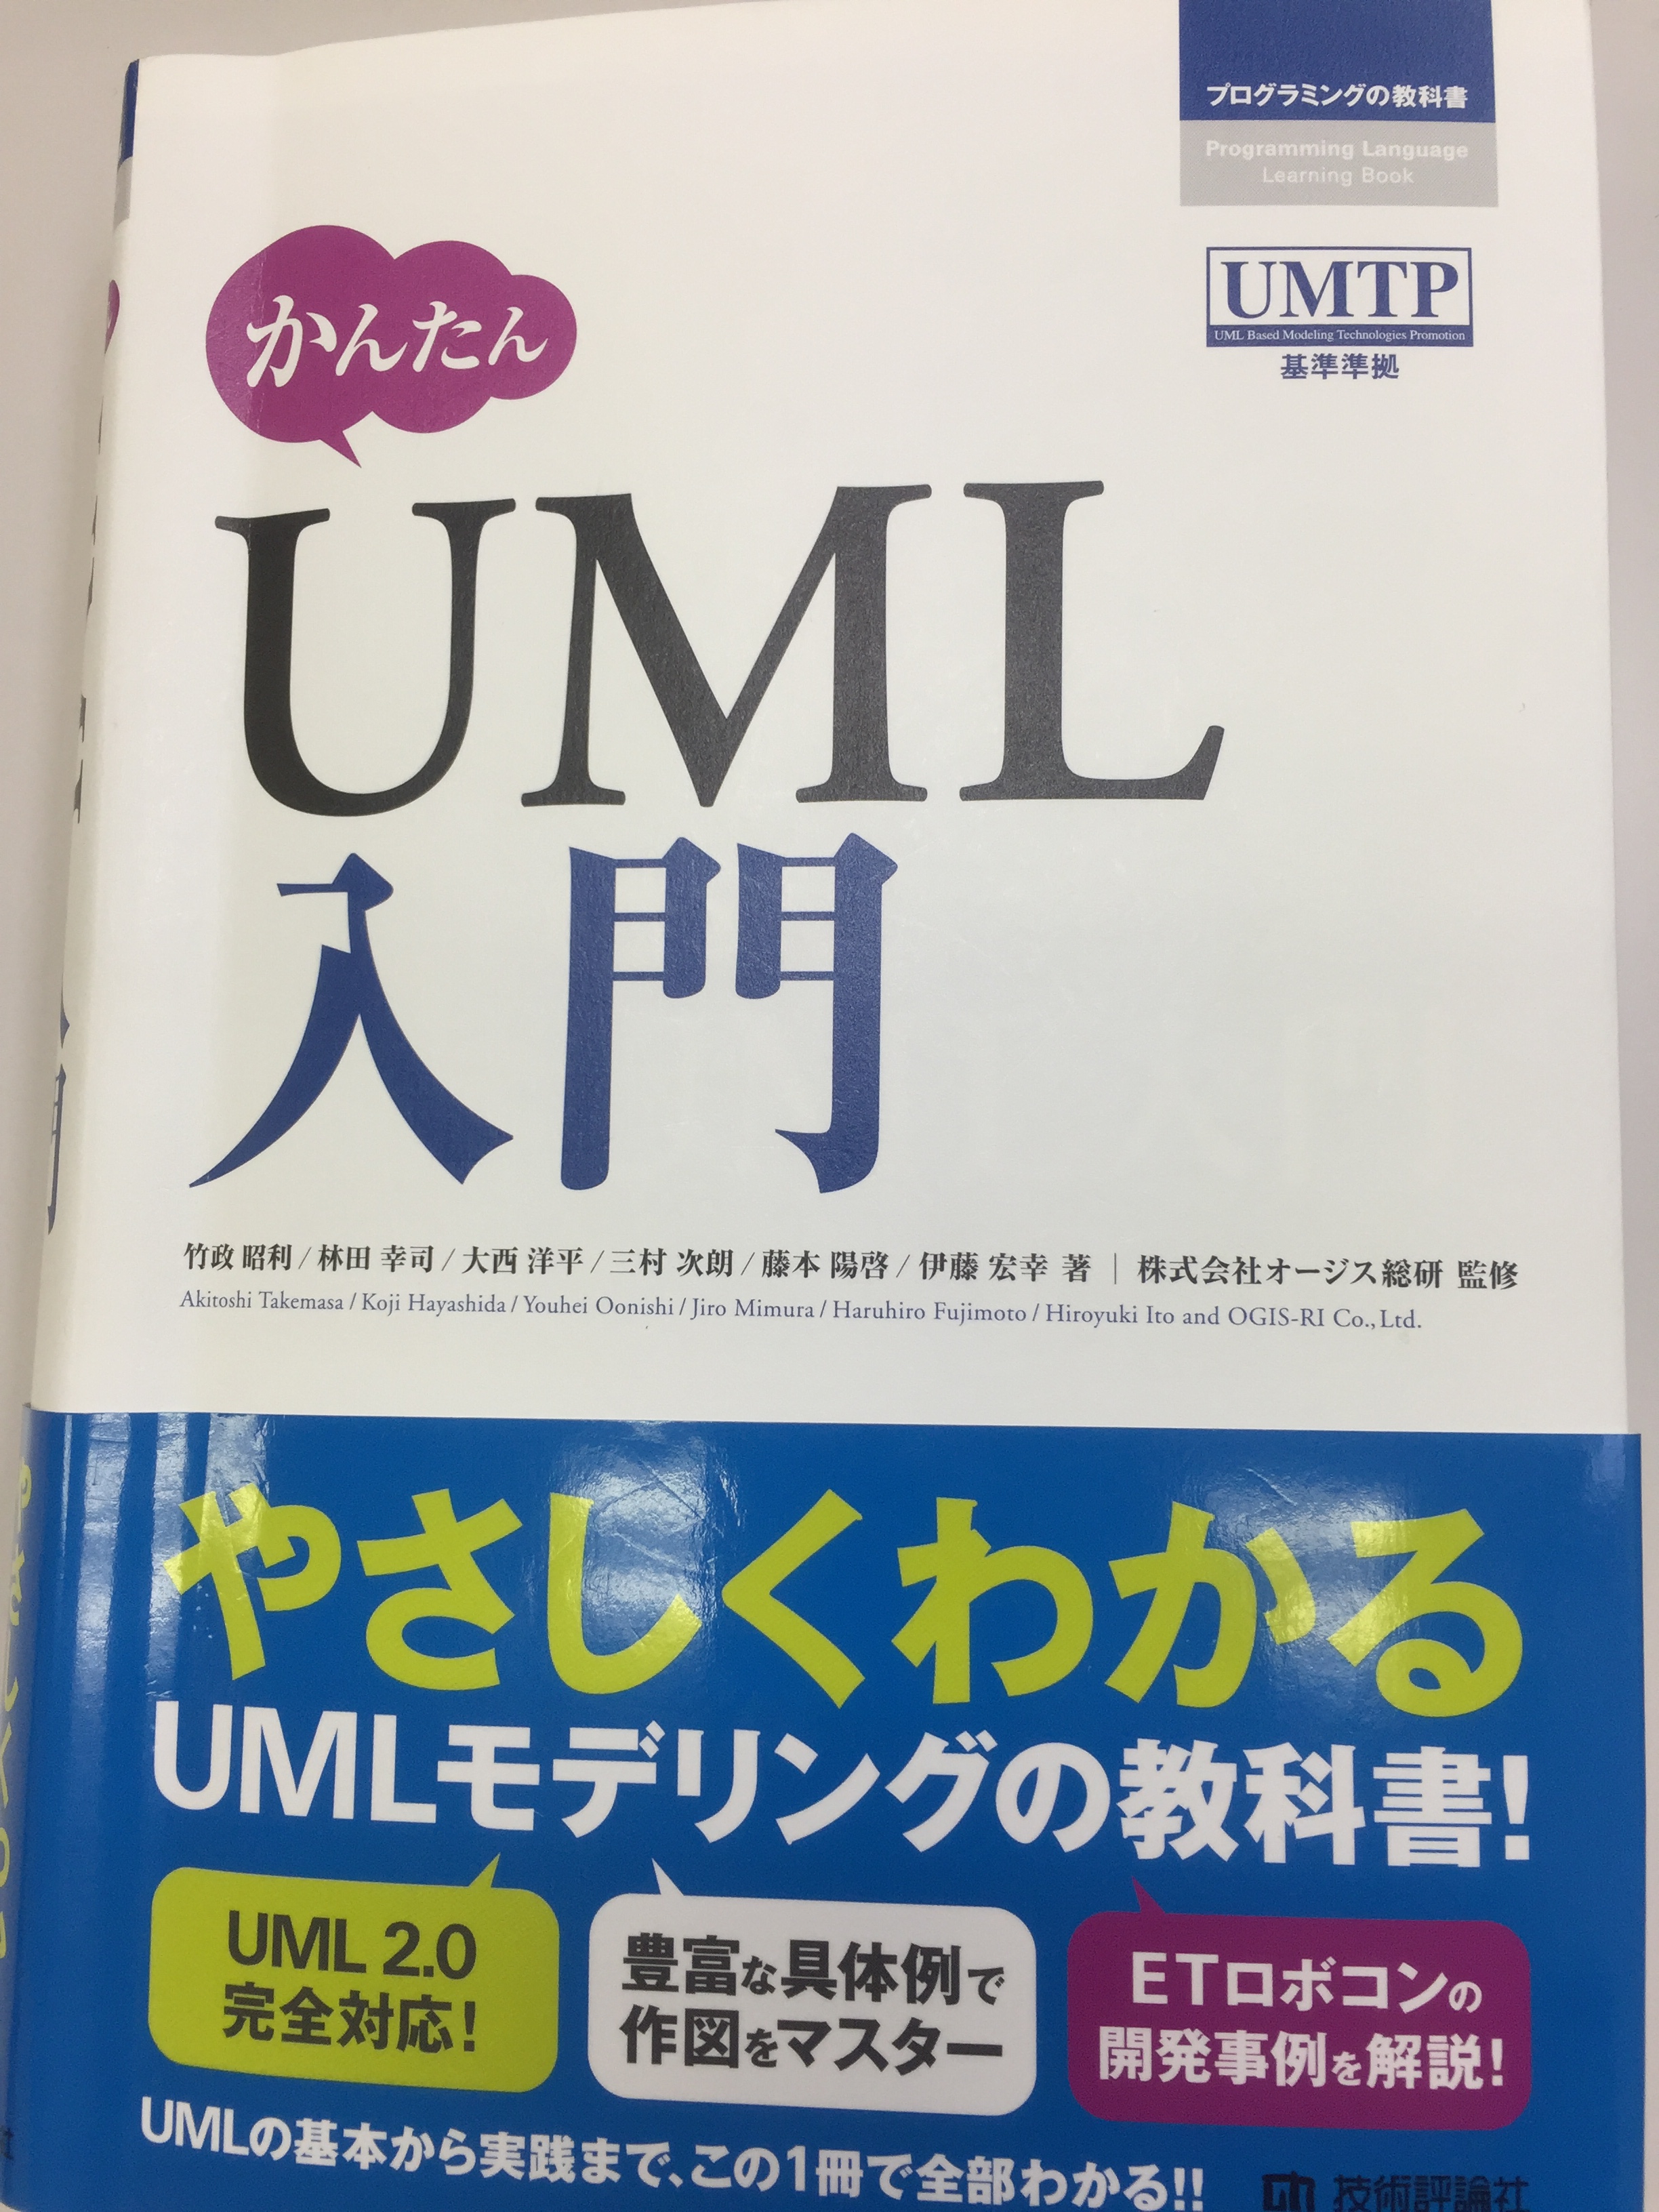 プログラミングの教科書
Programming Language
Learning Book
UMTP
UML Based Modeling Technologies Promotion
基準準拠
かんたん
UML
入門
竹政 昭利/林田 幸司/大西 洋平/三村 次朗/藤本 陽啓/伊藤 宏幸 著｜株式会社オージス総研 監修
Akitoshi Takemasa/Koji Hayashida/Youhei Oonishi/Jiro Mimura/Haruhiro Fujimoto/Hiroyuki Ito and OGIS-RI Co.,Ltd.
やさしくわかる
UMLモデリングの教科書!
UML 2.0
完全対応!
豊富な具体例で
作図をマスター
ETロボコンの
開発事例を解説!
UMLの基本から実践まで、この1冊で全部わかる!!
技術評論社